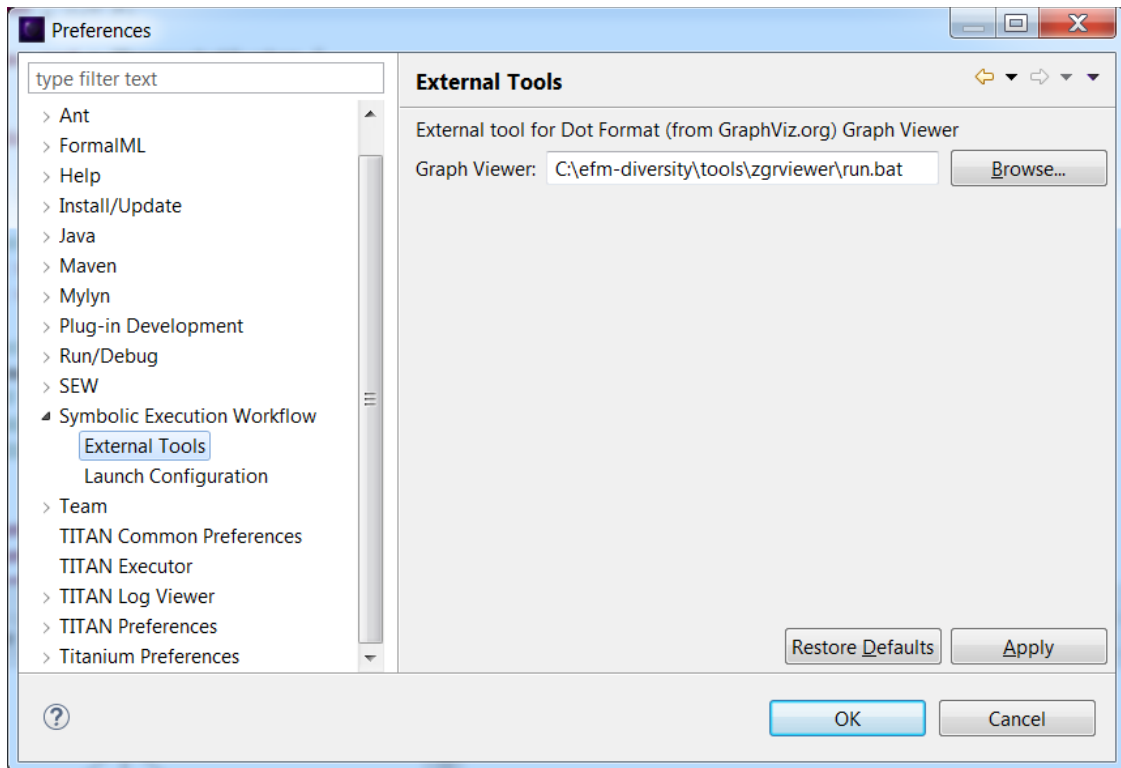 Preferences
type filter text
Ant
FormalML
Help
Install/Update
Java
Maven
Mylyn
Plug-in Development
Run/Debug
SEW
Symbolic Execution Workflow
External Tools
Launch Configuration
Team
TITAN Common Preferences
TITAN Executor
TITAN Log Viewer
TITAN Preferences
Titanium Preferences
External Tools
External tool for Dot Format (from GraphViz.org) Graph Viewer
Graph Viewer: C:\efm-diversity\tools\zgrviewer\run.bat Browse...
Restore Defaults Apply
? OK Cancel